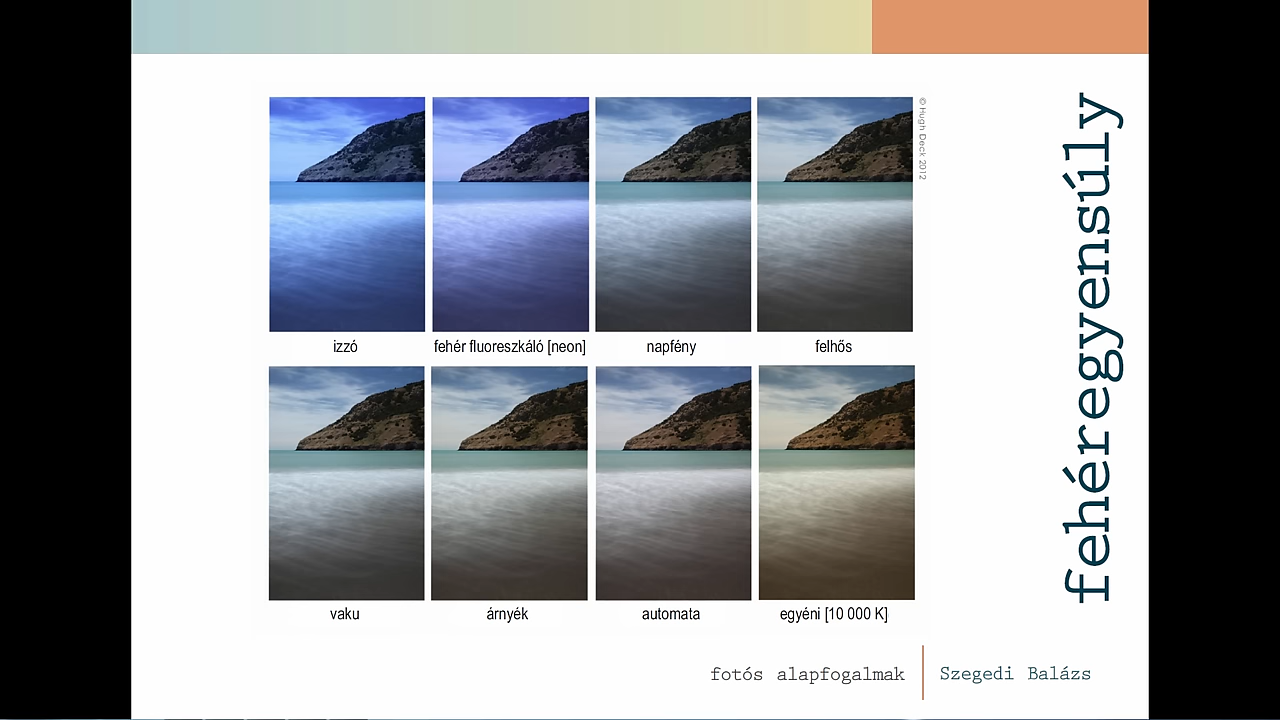 © Hugh Deck 2012
izzó
fehér fluoreszkáló [neon]
napfény
felhős
vaku
árnyék
automata
egyéni [10 000 K]
fehéregyensúly
fotós alapfogalmak
Szegedi Balázs